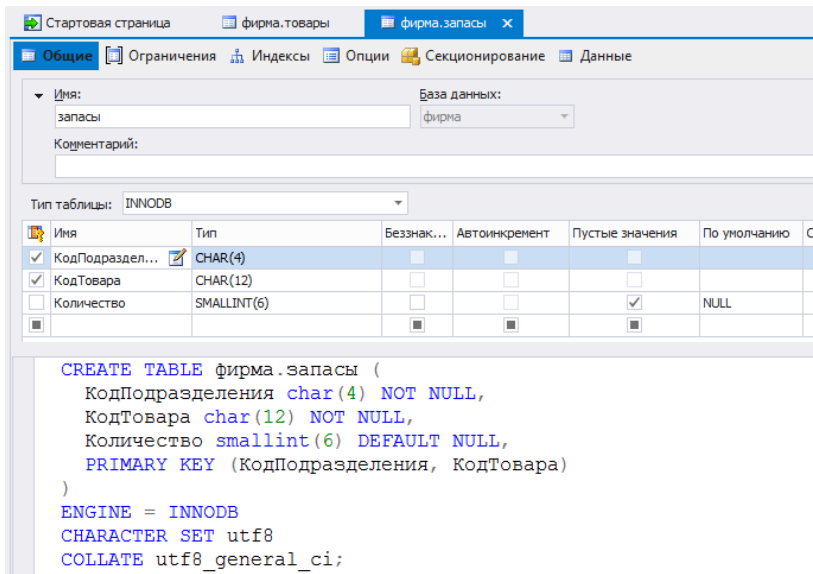 Стартовая страница фирма.товары фирма.запасы
Общие Ограничения Индексы Опции Секционирование Данные
Имя: База данных:
запасы фирма
Комментарий:
Тип таблицы: INNODB
Имя Тип Беззнак... Автоинкремент Пустые значения По умолчанию С
КодПодраздел... CHAR(4)
КодТовара CHAR(12)
Количество SMALLINT(6) NULL
CREATE TABLE фирма.запасы (
КодПодразделения char(4) NOT NULL,
КодТовара char(12) NOT NULL,
Количество smallint(6) DEFAULT NULL,
PRIMARY KEY (КодПодразделения, КодТовара)
)
ENGINE = INNODB
CHARACTER SET utf8
COLLATE utf8_general_ci;